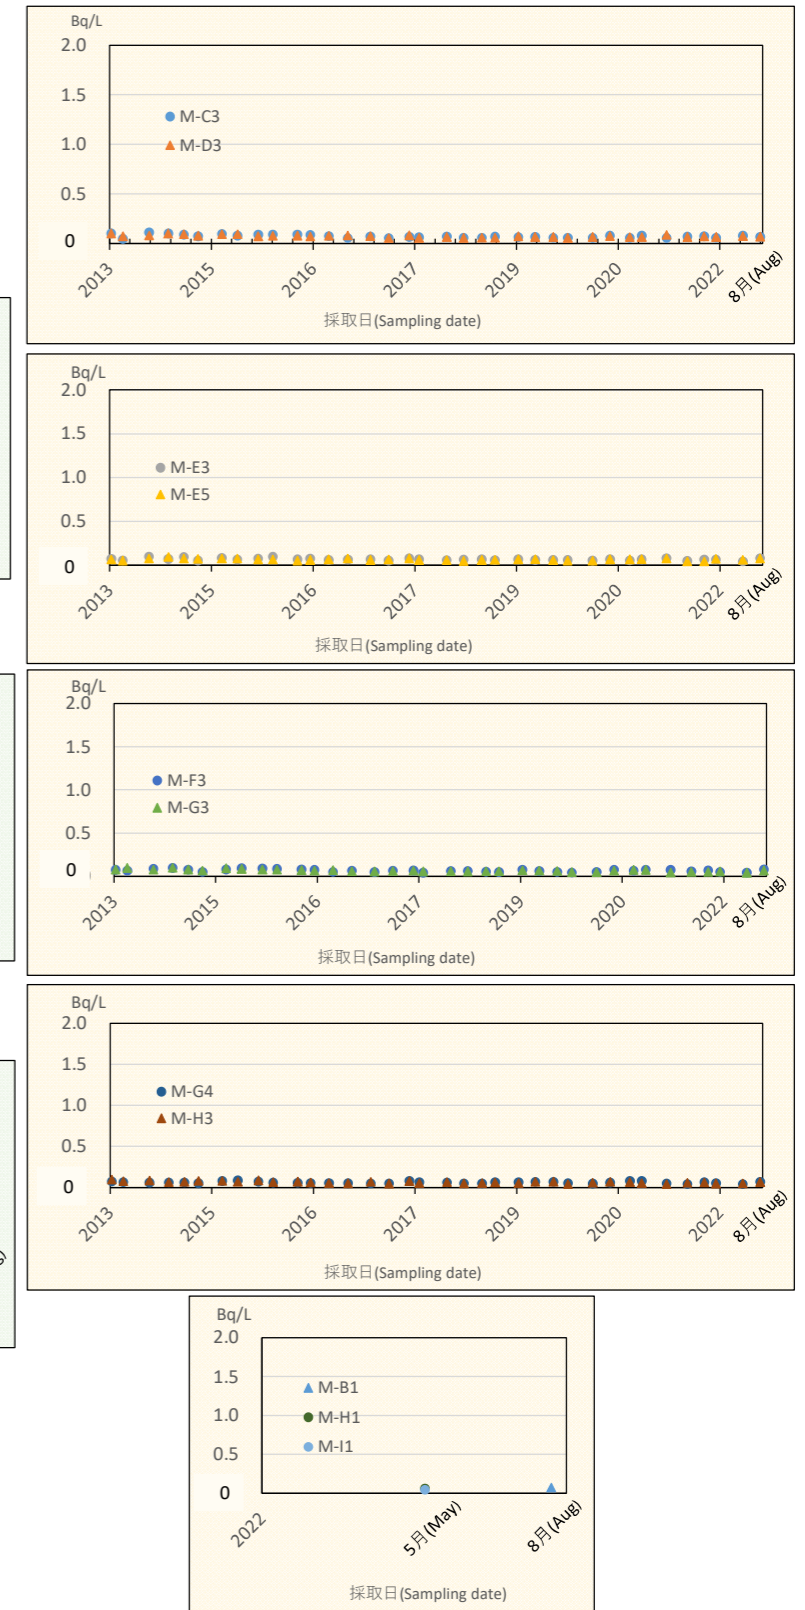 Bq/L
2.0
1.5
1.0
0.5
0
M-C3
M-D3
2013 2015 2016 2017 2019 2020 2022 8月(Aug)
採取日(Sampling date)
Bq/L
2.0
1.5
1.0
0.5
0
M-E3
M-E5
2013 2015 2016 2017 2019 2020 2022 8月(Aug)
採取日(Sampling date)
Bq/L
2.0
1.5
1.0
0.5
0
M-F3
M-G3
2013 2015 2016 2017 2019 2020 2022 8月(Aug)
採取日(Sampling date)
Bq/L
2.0
1.5
1.0
0.5
0
M-G4
M-H3
2013 2015 2016 2017 2019 2020 2022 8月(Aug)
採取日(Sampling date)
Bq/L
2.0
1.5
1.0
0.5
0
M-B1
M-H1
M-I1
2022 5月(May) 8月(Aug)
採取日(Sampling date)